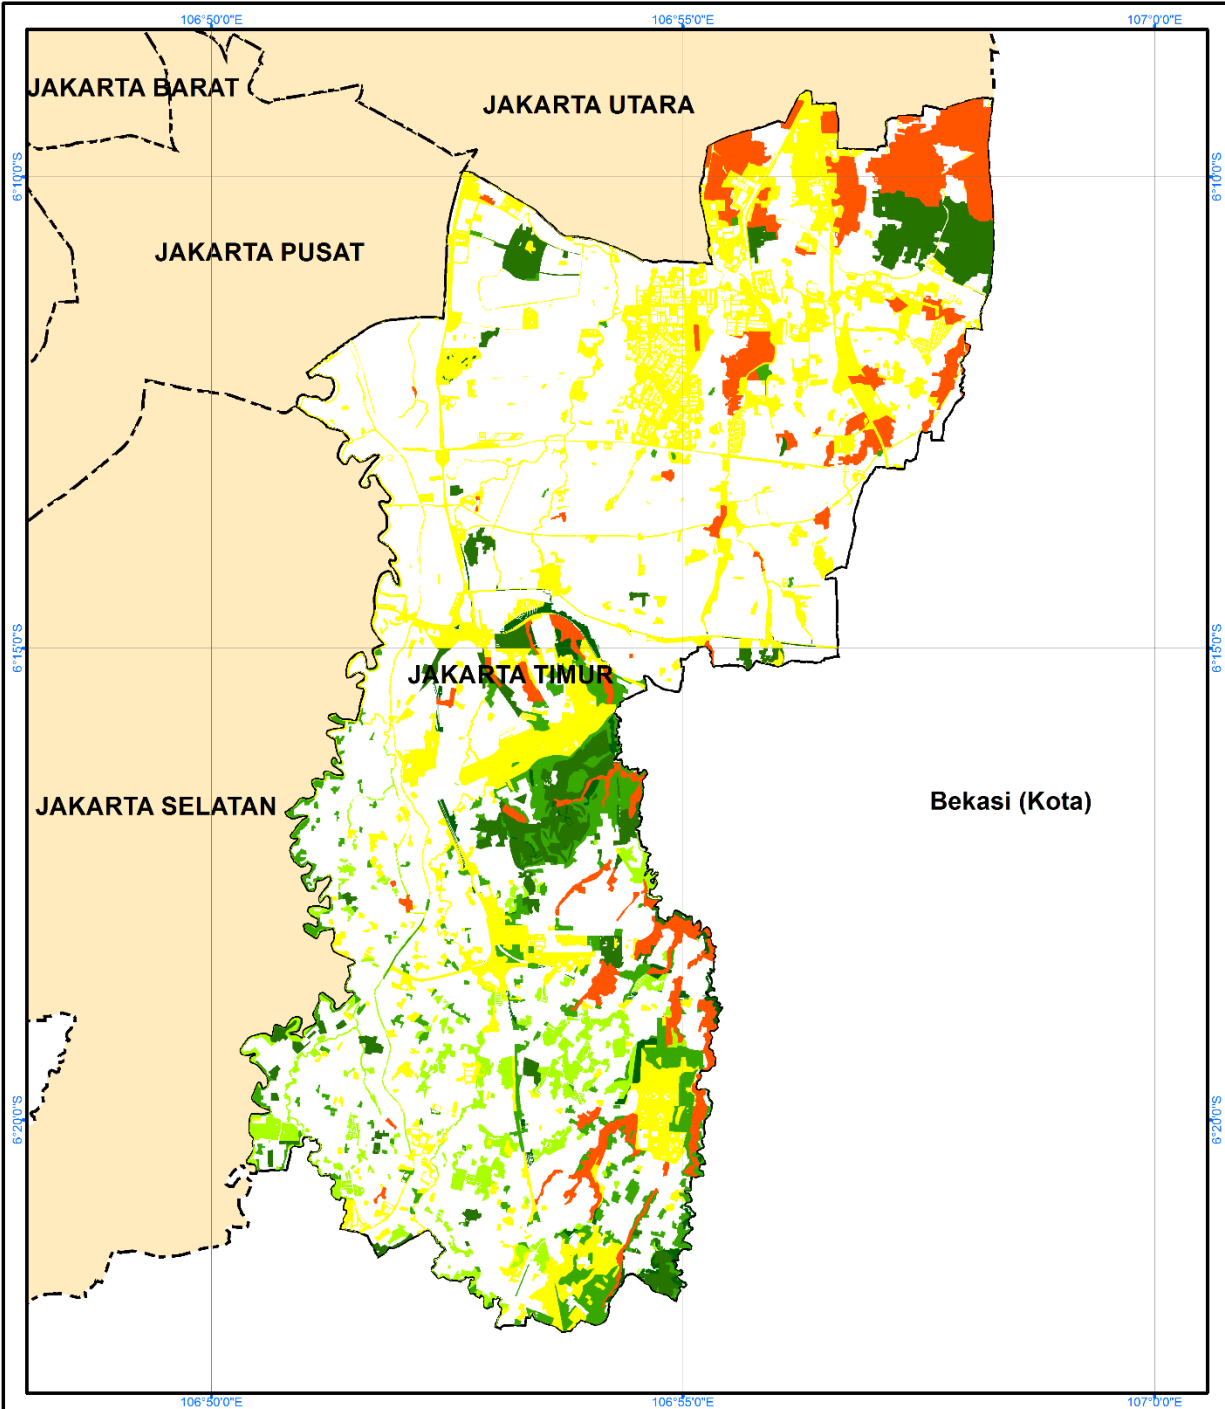 106°50'0"E 106°55'0"E 107°0'0"E
JAKARTA BARAT
JAKARTA UTARA
6°10'0"S 6°10'0"S
JAKARTA PUSAT
6°15'0"S 6°15'0"S
JAKARTA TIMUR
JAKARTA SELATAN
Bekasi (Kota)
6°20'0"S 6°20'0"S
106°50'0"E 106°55'0"E 107°0'0"E